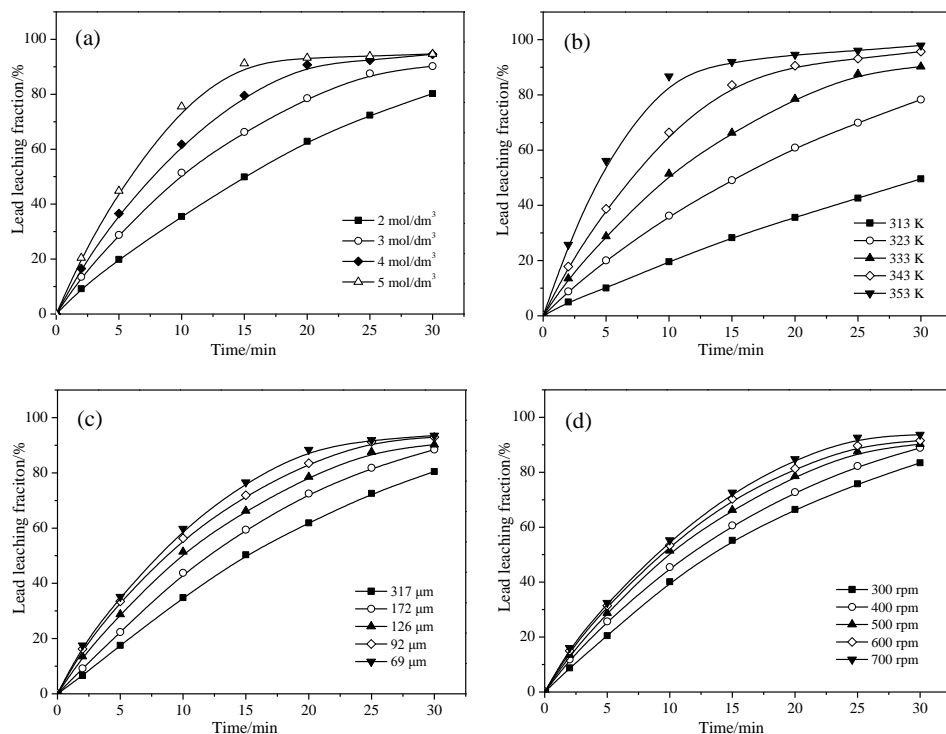 (a)
Lead leaching fraction/%
100
80
60
40
20
0
2 mol/dm³
3 mol/dm³
4 mol/dm³
5 mol/dm³
0 5 10 15 20 25 30
Time/min
(b)
Lead leaching fraction/%
100
80
60
40
20
0
313 K
323 K
333 K
343 K
353 K
0 5 10 15 20 25 30
Time/min
(c)
Lead leaching fraciton/%
100
80
60
40
20
0
317 μm
172 μm
126 μm
92 μm
69 μm
0 5 10 15 20 25 30
Time/min
(d)
Lead leaching fraction/%
100
80
60
40
20
0
300 rpm
400 rpm
500 rpm
600 rpm
700 rpm
0 5 10 15 20 25 30
Time/min